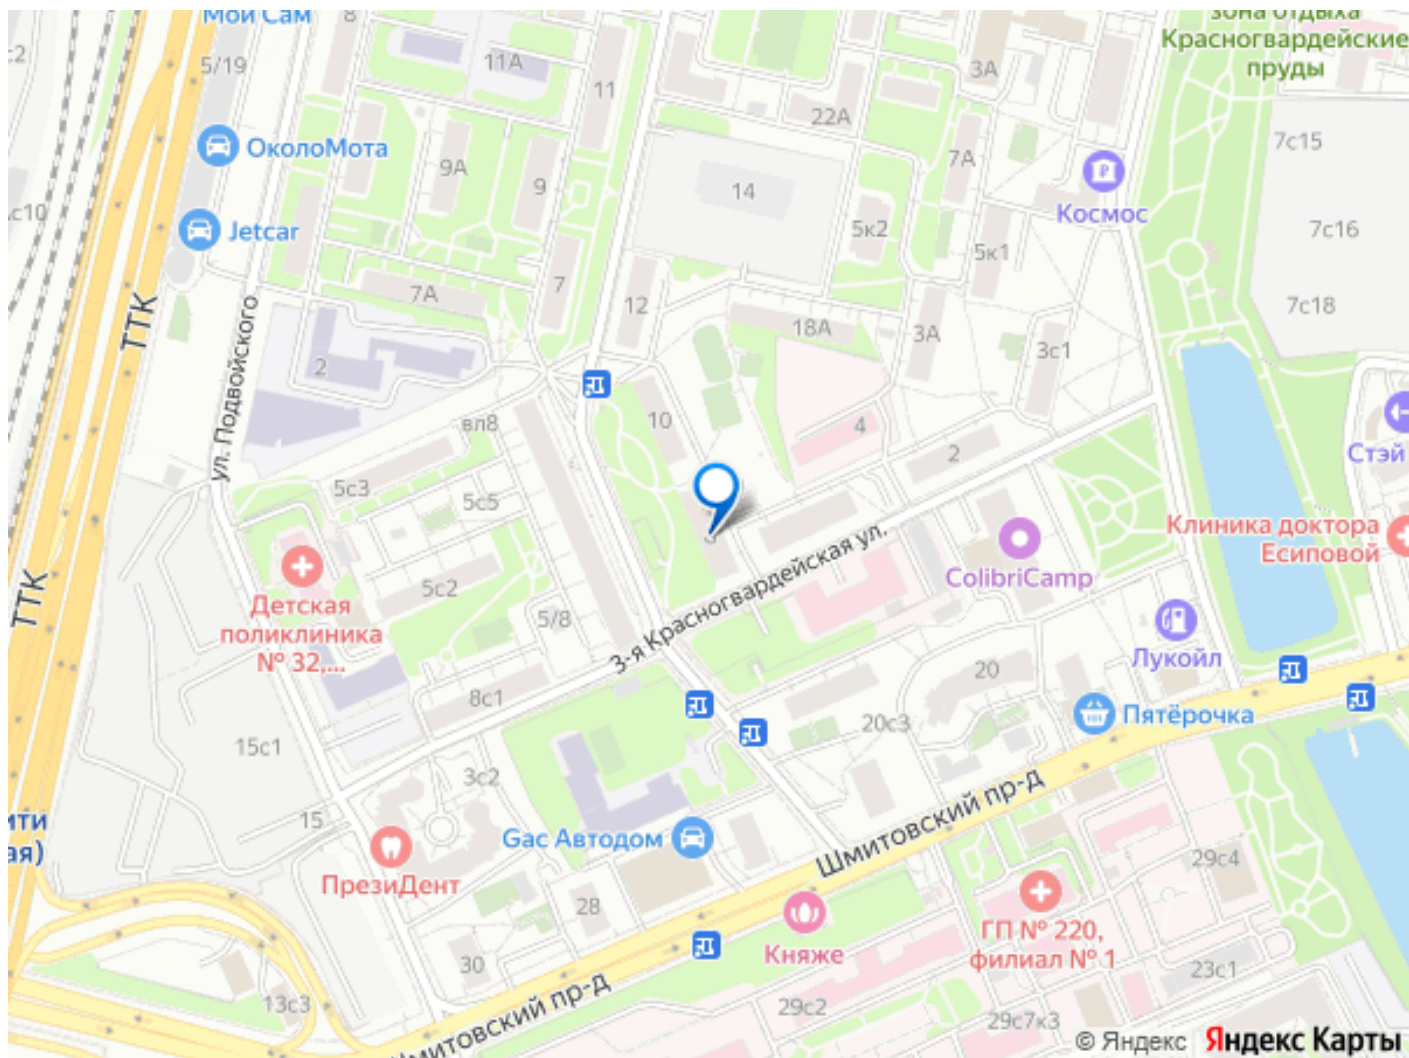 Мой Сам
8
зона отдыха
Красногвардейские
пруды
5/19
11А
11
3А
22А
7с15
ОколоМота
9А
9
14
7А
Космос
с10
Jetcar
5к2
5к1
7с16
7
7А
12
18А
3А
3с1
7с18
ТТК
ул. Подвойского
2
вл8
10
4
2
Стэй
5с3
5с5
3-я Красногвардейская ул.
Клиника доктора
Есиповой
ColibriCamp
ТТК
Детская
поликлиника
№ 32,...
5с2
5/8
Лукойл
8с1
20
20с3
Пятёрочка
15с1
3с2
15
Gac Автодом
Шмитовский пр-д
29с4
ити
ая)
ПрезиДент
28
Княже
ГП № 220,
филиал № 1
30
23с1
13с3
Шмитовский пр-д
29с2
29с7к3
© Яндекс Яндекс Карты